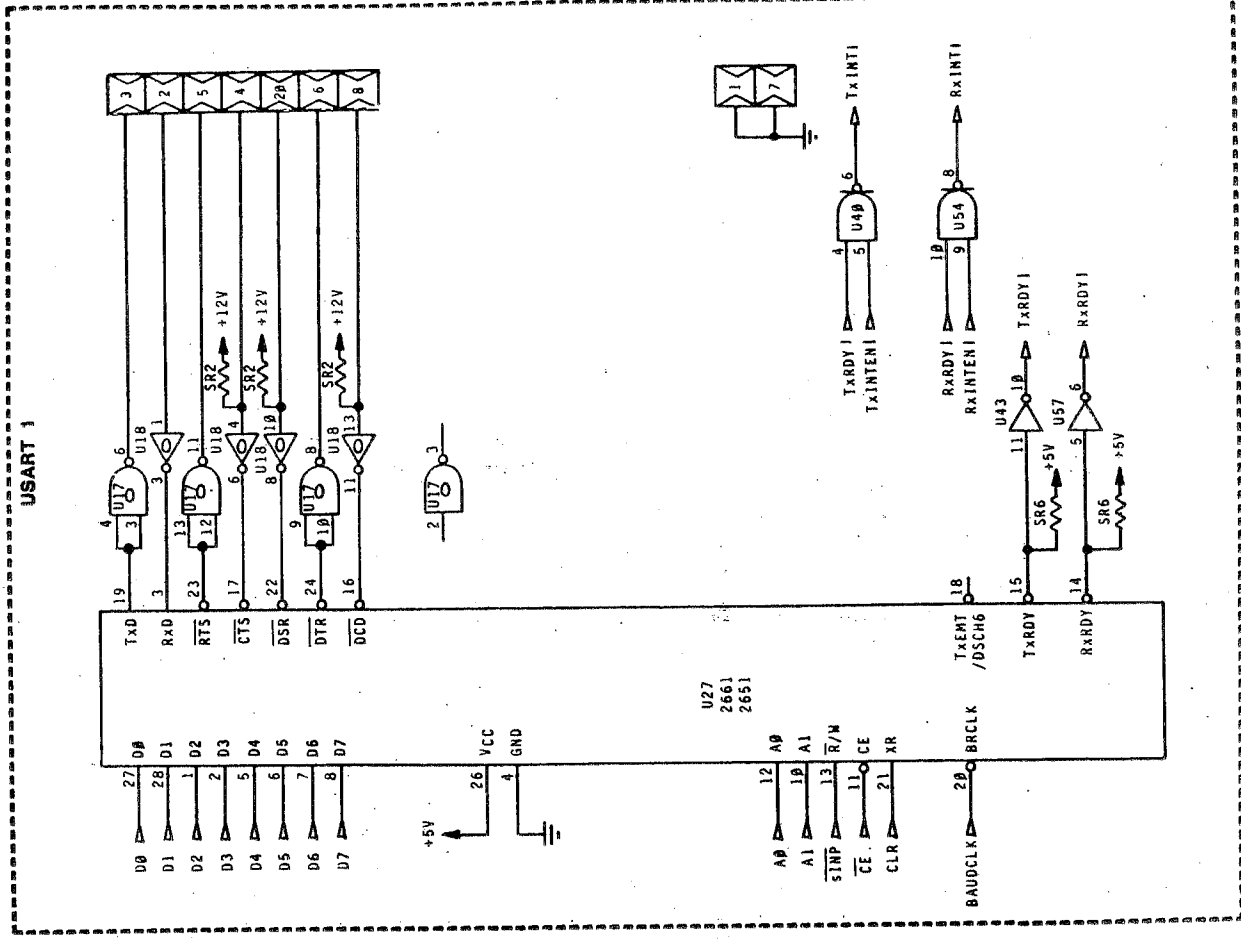 USART 1
3
2
5
4
20
6
8
1
7
4
3
U17
6
1
U18
3
13
12
U17
11
4
U18
6
SR2
+12V
10
U18
8
SR2
+12V
9
10
U17
8
13
U18
11
SR2
+12V
2
U17
3
19
TxD
3
RxD
23
RTS
17
CTS
22
DSR
24
DTR
16
DCD
D0
27
D0
D1
28
D1
D2
1
D2
D3
2
D3
D4
5
D4
D5
6
D5
D6
7
D6
D7
8
D7
+5V
26
VCC
4
GND
U27
2661
2651
A0
12
A0
A1
10
A1
sINP
13
R/W
CE
11
CE
CLR
21
XR
BAUDCLK
20
BRCLK
18
TxEMT
/DSCH6
15
TxRDY
14
RxRDY
SR6
+5V
11
U43
10
TxRDY1
SR6
+5V
5
U57
6
RxRDY1
TxRDY1
4
TxINTEN1
5
U40
6
TxINT1
RxRDY1
10
RxINTEN1
9
U54
8
RxINT1